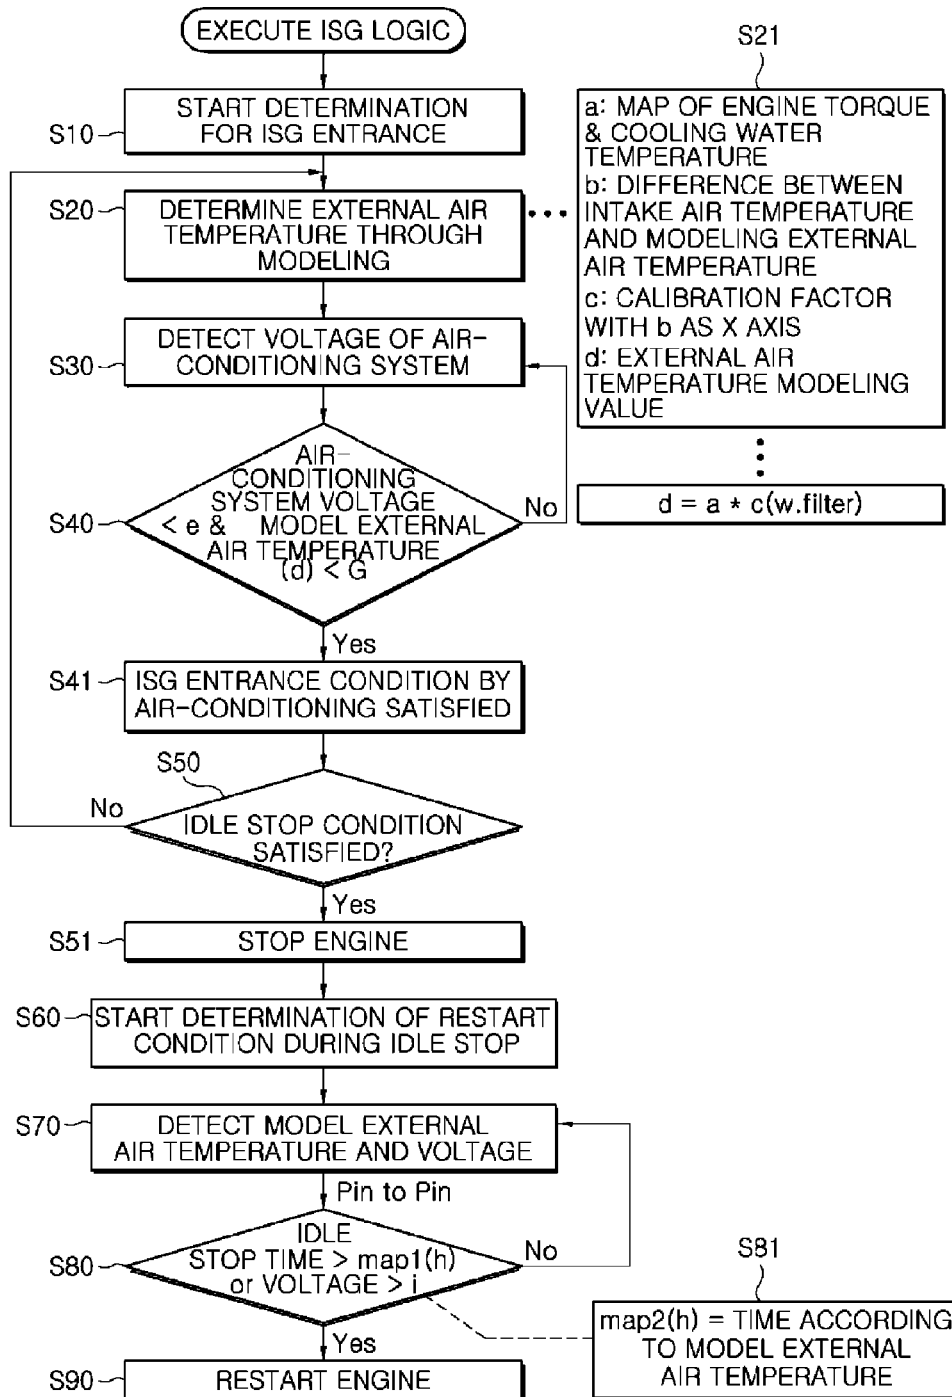 EXECUTE ISG LOGIC
S10
START DETERMINATION
FOR ISG ENTRANCE
S20
DETERMINE EXTERNAL AIR
TEMPERATURE THROUGH
MODELING
S21
a: MAP OF ENGINE TORQUE
& COOLING WATER
TEMPERATURE
b: DIFFERENCE BETWEEN
INTAKE AIR TEMPERATURE
AND MODELING EXTERNAL
AIR TEMPERATURE
c: CALIBRATION FACTOR
WITH b AS X AXIS
d: EXTERNAL AIR
TEMPERATURE MODELING
VALUE
d = a * c(w.filter)
S30
DETECT VOLTAGE OF AIR-
CONDITIONING SYSTEM
S40
AIR-
CONDITIONING
SYSTEM VOLTAGE
< e & MODEL EXTERNAL
AIR TEMPERATURE
(d) < G
No
Yes
S41
ISG ENTRANCE CONDITION BY
AIR-CONDITIONING SATISFIED
S50
No
IDLE STOP CONDITION
SATISFIED?
Yes
S51
STOP ENGINE
S60
START DETERMINATION OF RESTART
CONDITION DURING IDLE STOP
S70
DETECT MODEL EXTERNAL
AIR TEMPERATURE AND VOLTAGE
Pin to Pin
S80
IDLE
STOP TIME > map1(h)
or VOLTAGE > i
No
S81
map2(h) = TIME ACCORDING
TO MODEL EXTERNAL
AIR TEMPERATURE
Yes
S90
RESTART ENGINE